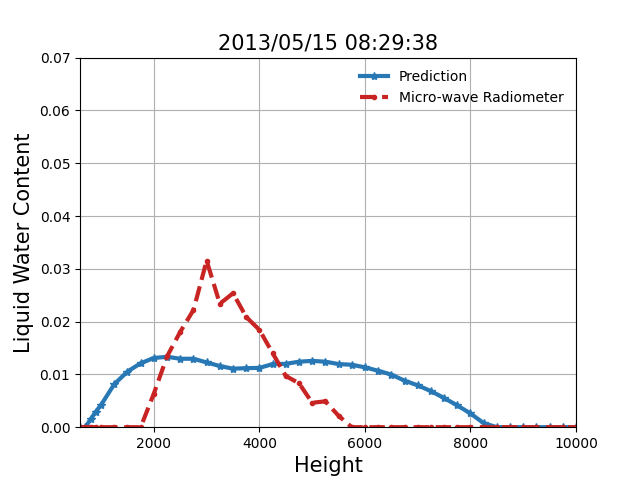 2013/05/15 08:29:38
Prediction
Micro-wave Radiometer
Liquid Water Content
0.07
0.06
0.05
0.04
0.03
0.02
0.01
0.00
2000 4000 6000 8000 10000
Height